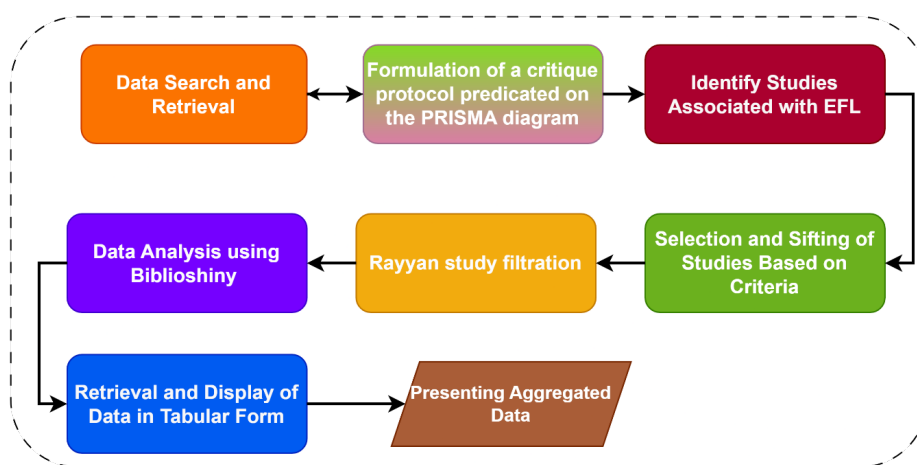 Data Search and
Retrieval
Formulation of a critique
protocol predicated on
the PRISMA diagram
Identify Studies
Associated with EFL
Selection and Sifting of
Studies Based on
Criteria
Rayyan study filtration
Data Analysis using
Biblioshiny
Retrieval and Display of
Data in Tabular Form
Presenting Aggregated
Data